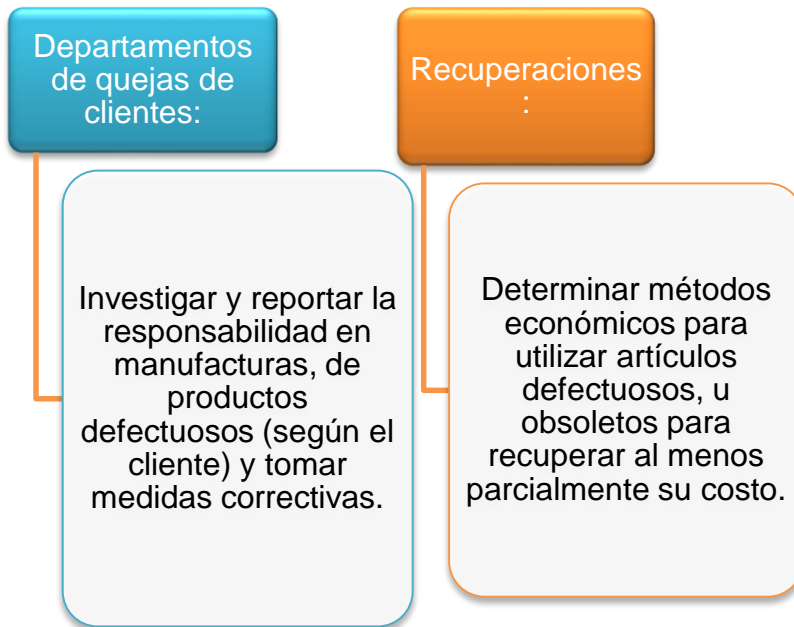 Departamentos
de quejas de
clientes:
Investigar y reportar la
responsabilidad en
manufacturas, de
productos
defectuosos (según el
cliente) y tomar
medidas correctivas.
Recuperaciones
:
Determinar métodos
económicos para
utilizar artículos
defectuosos, u
obsoletos para
recuperar al menos
parcialmente su costo.